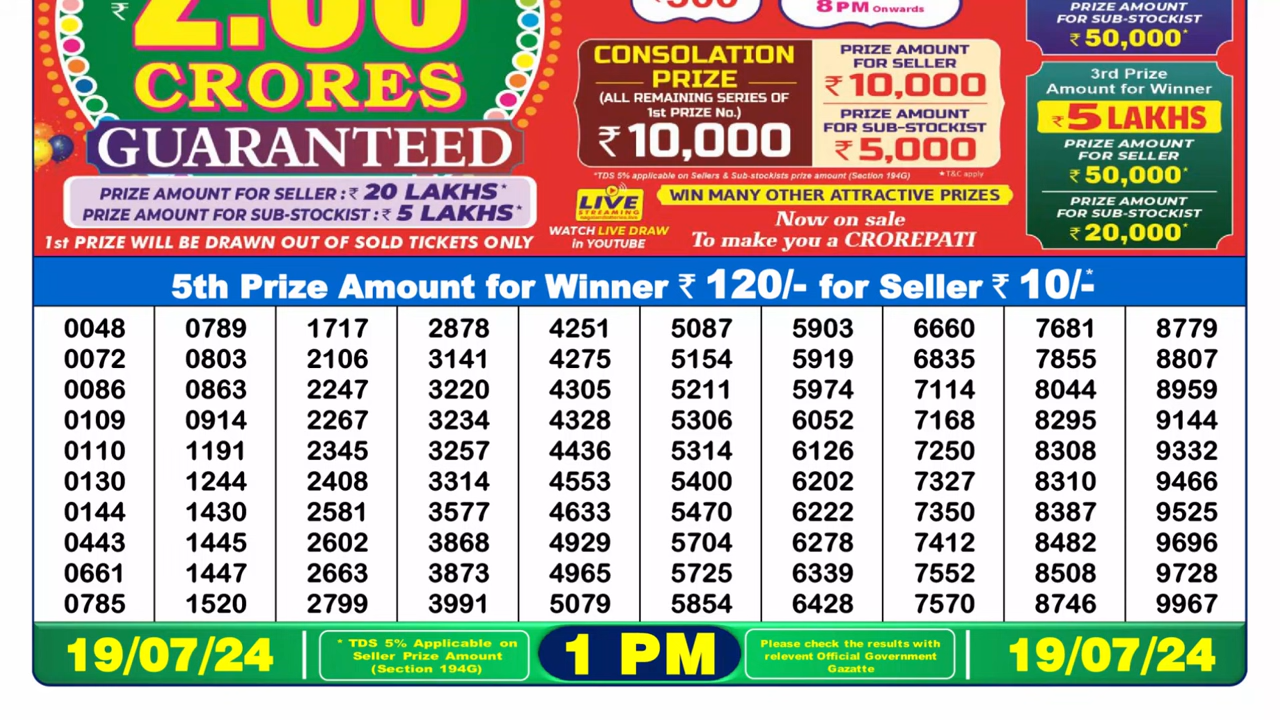 ₹ 2.00
CRORES
GUARANTEED
PRIZE AMOUNT FOR SELLER : ₹ 20 LAKHS*
PRIZE AMOUNT FOR SUB-STOCKIST : ₹ 5 LAKHS*
1st PRIZE WILL BE DRAWN OUT OF SOLD TICKETS ONLY
8 PM Onwards
CONSOLATION
PRIZE
(ALL REMAINING SERIES OF
1st PRIZE No.)
₹ 10,000
PRIZE AMOUNT
FOR SELLER
₹ 10,000
PRIZE AMOUNT
FOR SUB-STOCKIST
₹ 5,000
*TDS 5% applicable on Sellers & Sub-stockists prize amount (Section 194G)
★T&C apply
LIVE
STREAMING
WATCH LIVE DRAW
in YOUTUBE
WIN MANY OTHER ATTRACTIVE PRIZES
Now on sale
To make you a CROREPATI
PRIZE AMOUNT
FOR SUB-STOCKIST
₹ 50,000*
3rd Prize
Amount for Winner
₹ 5 LAKHS
PRIZE AMOUNT
FOR SELLER
₹ 50,000*
PRIZE AMOUNT
FOR SUB-STOCKIST
₹ 20,000*
5th Prize Amount for Winner ₹ 120/- for Seller ₹ 10/-*
0048 0789 1717 2878 4251 5087 5903 6660 7681 8779
0072 0803 2106 3141 4275 5154 5919 6835 7855 8807
0086 0863 2247 3220 4305 5211 5974 7114 8044 8959
0109 0914 2267 3234 4328 5306 6052 7168 8295 9144
0110 1191 2345 3257 4436 5314 6126 7250 8308 9332
0130 1244 2408 3314 4553 5400 6202 7327 8310 9466
0144 1430 2581 3577 4633 5470 6222 7350 8387 9525
0443 1445 2602 3868 4929 5704 6278 7412 8482 9696
0661 1447 2663 3873 4965 5725 6339 7552 8508 9728
0785 1520 2799 3991 5079 5854 6428 7570 8746 9967
19/07/24
* TDS 5% Applicable on
Seller Prize Amount
(Section 194G)
1 PM
Please check the results with
relevent Official Government
Gazatte
19/07/24